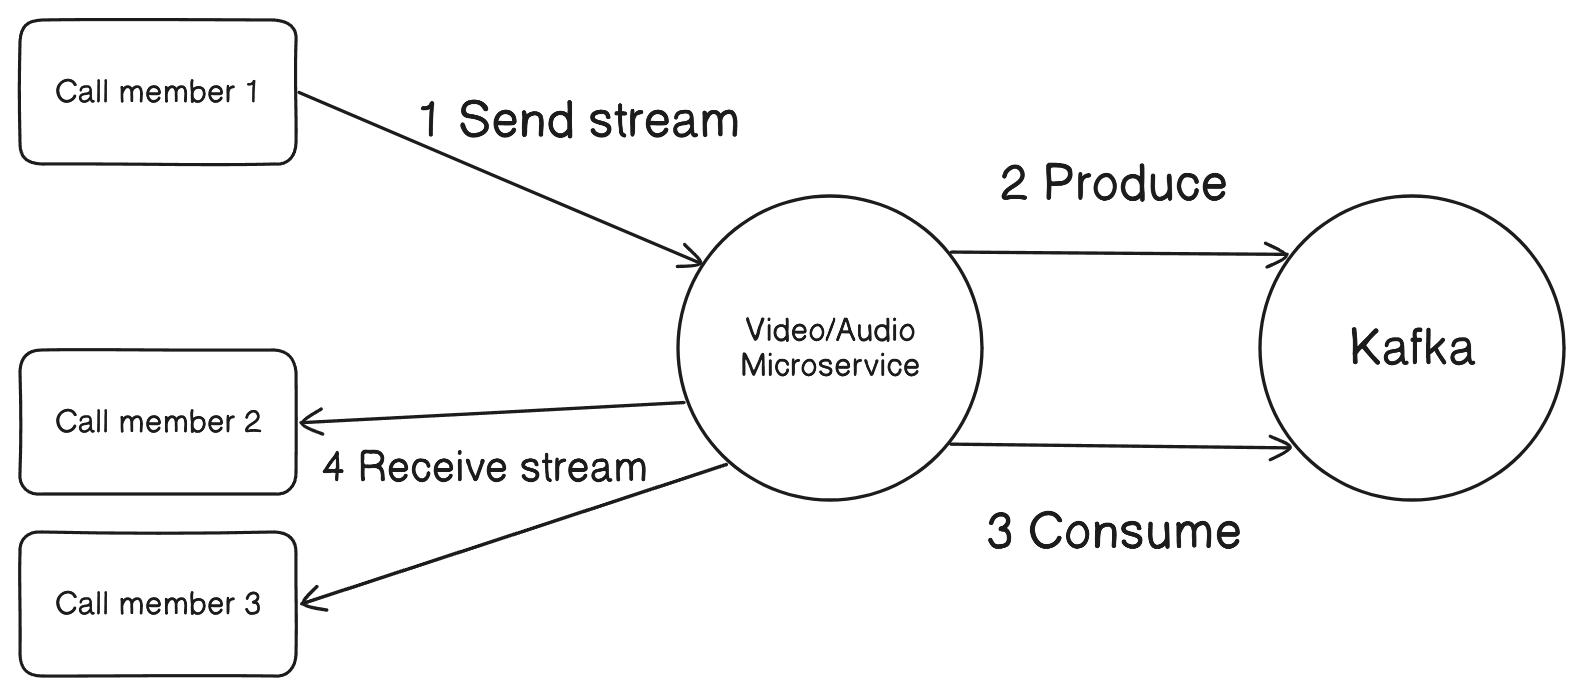 Call member 1
1 Send stream
2 Produce
Video/Audio
Microservice
Kafka
Call member 2
4 Receive stream
3 Consume
Call member 3